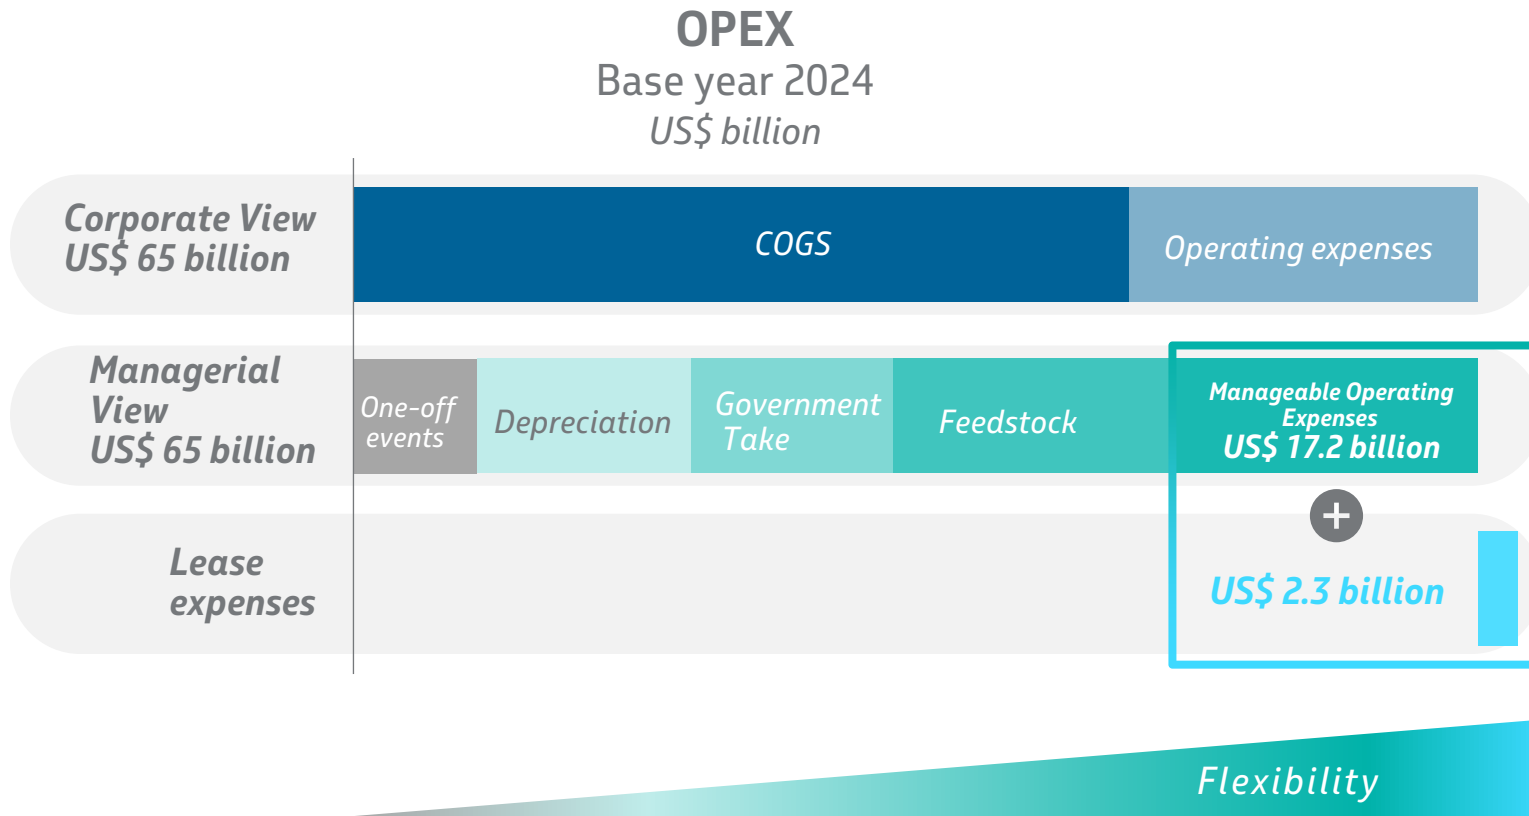 OPEX
Base year 2024
US$ billion
Corporate View
US$ 65 billion
COGS
Operating expenses
Managerial
View
US$ 65 billion
One-off
events
Depreciation
Government
Take
Feedstock
Manageable Operating
Expenses
US$ 17.2 billion
+
Lease
expenses
US$ 2.3 billion
Flexibility